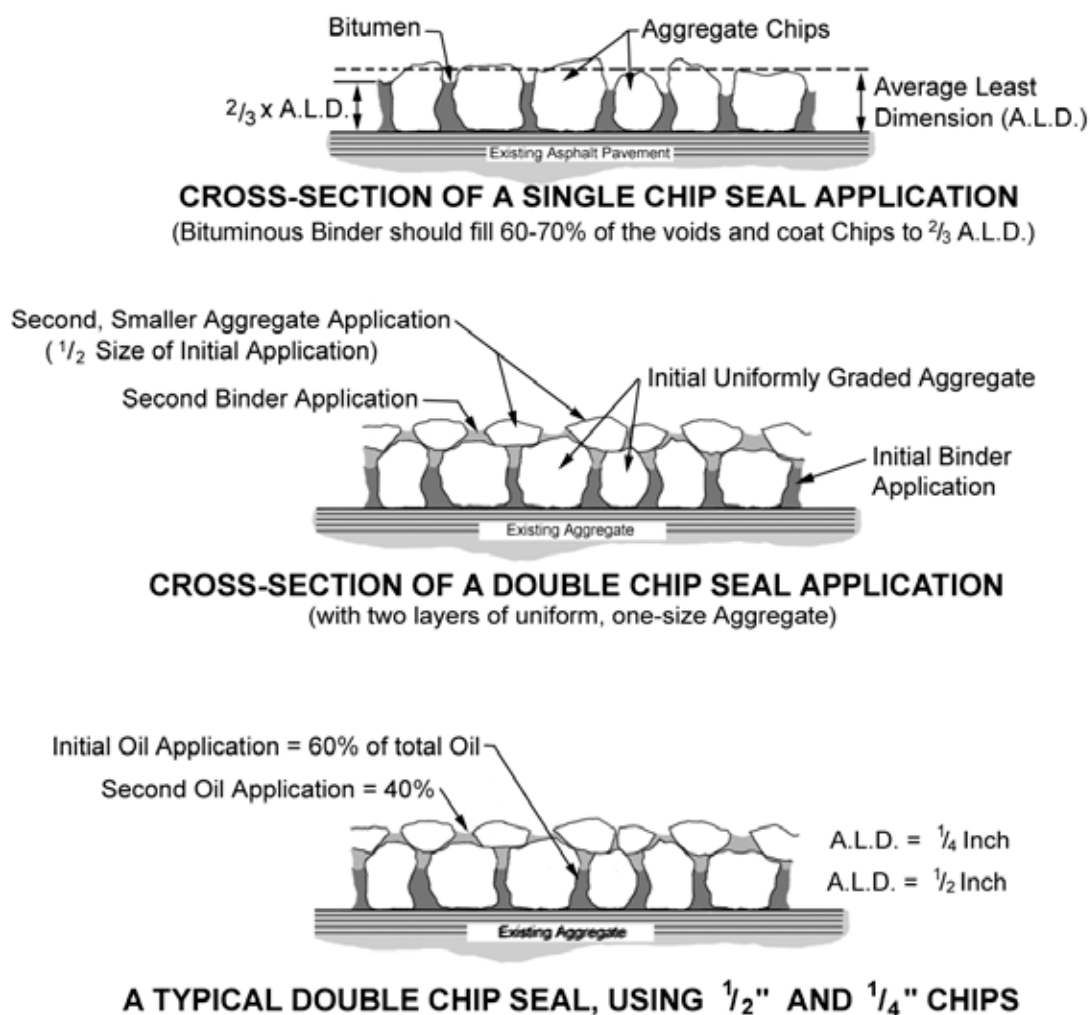 Bitumen
Aggregate Chips
2/3 x A.L.D.
Average Least
Dimension (A.L.D.)
Existing Asphalt Pavement
CROSS-SECTION OF A SINGLE CHIP SEAL APPLICATION
(Bituminous Binder should fill 60-70% of the voids and coat Chips to 2/3 A.L.D.)
Second, Smaller Aggregate Application
( 1/2 Size of Initial Application)
Second Binder Application
Initial Uniformly Graded Aggregate
Initial Binder
Application
Existing Aggregate
CROSS-SECTION OF A DOUBLE CHIP SEAL APPLICATION
(with two layers of uniform, one-size Aggregate)
Initial Oil Application = 60% of total Oil
Second Oil Application = 40%
A.L.D. = 1/4 Inch
A.L.D. = 1/2 Inch
Existing Aggregate
A TYPICAL DOUBLE CHIP SEAL, USING 1/2" AND 1/4" CHIPS